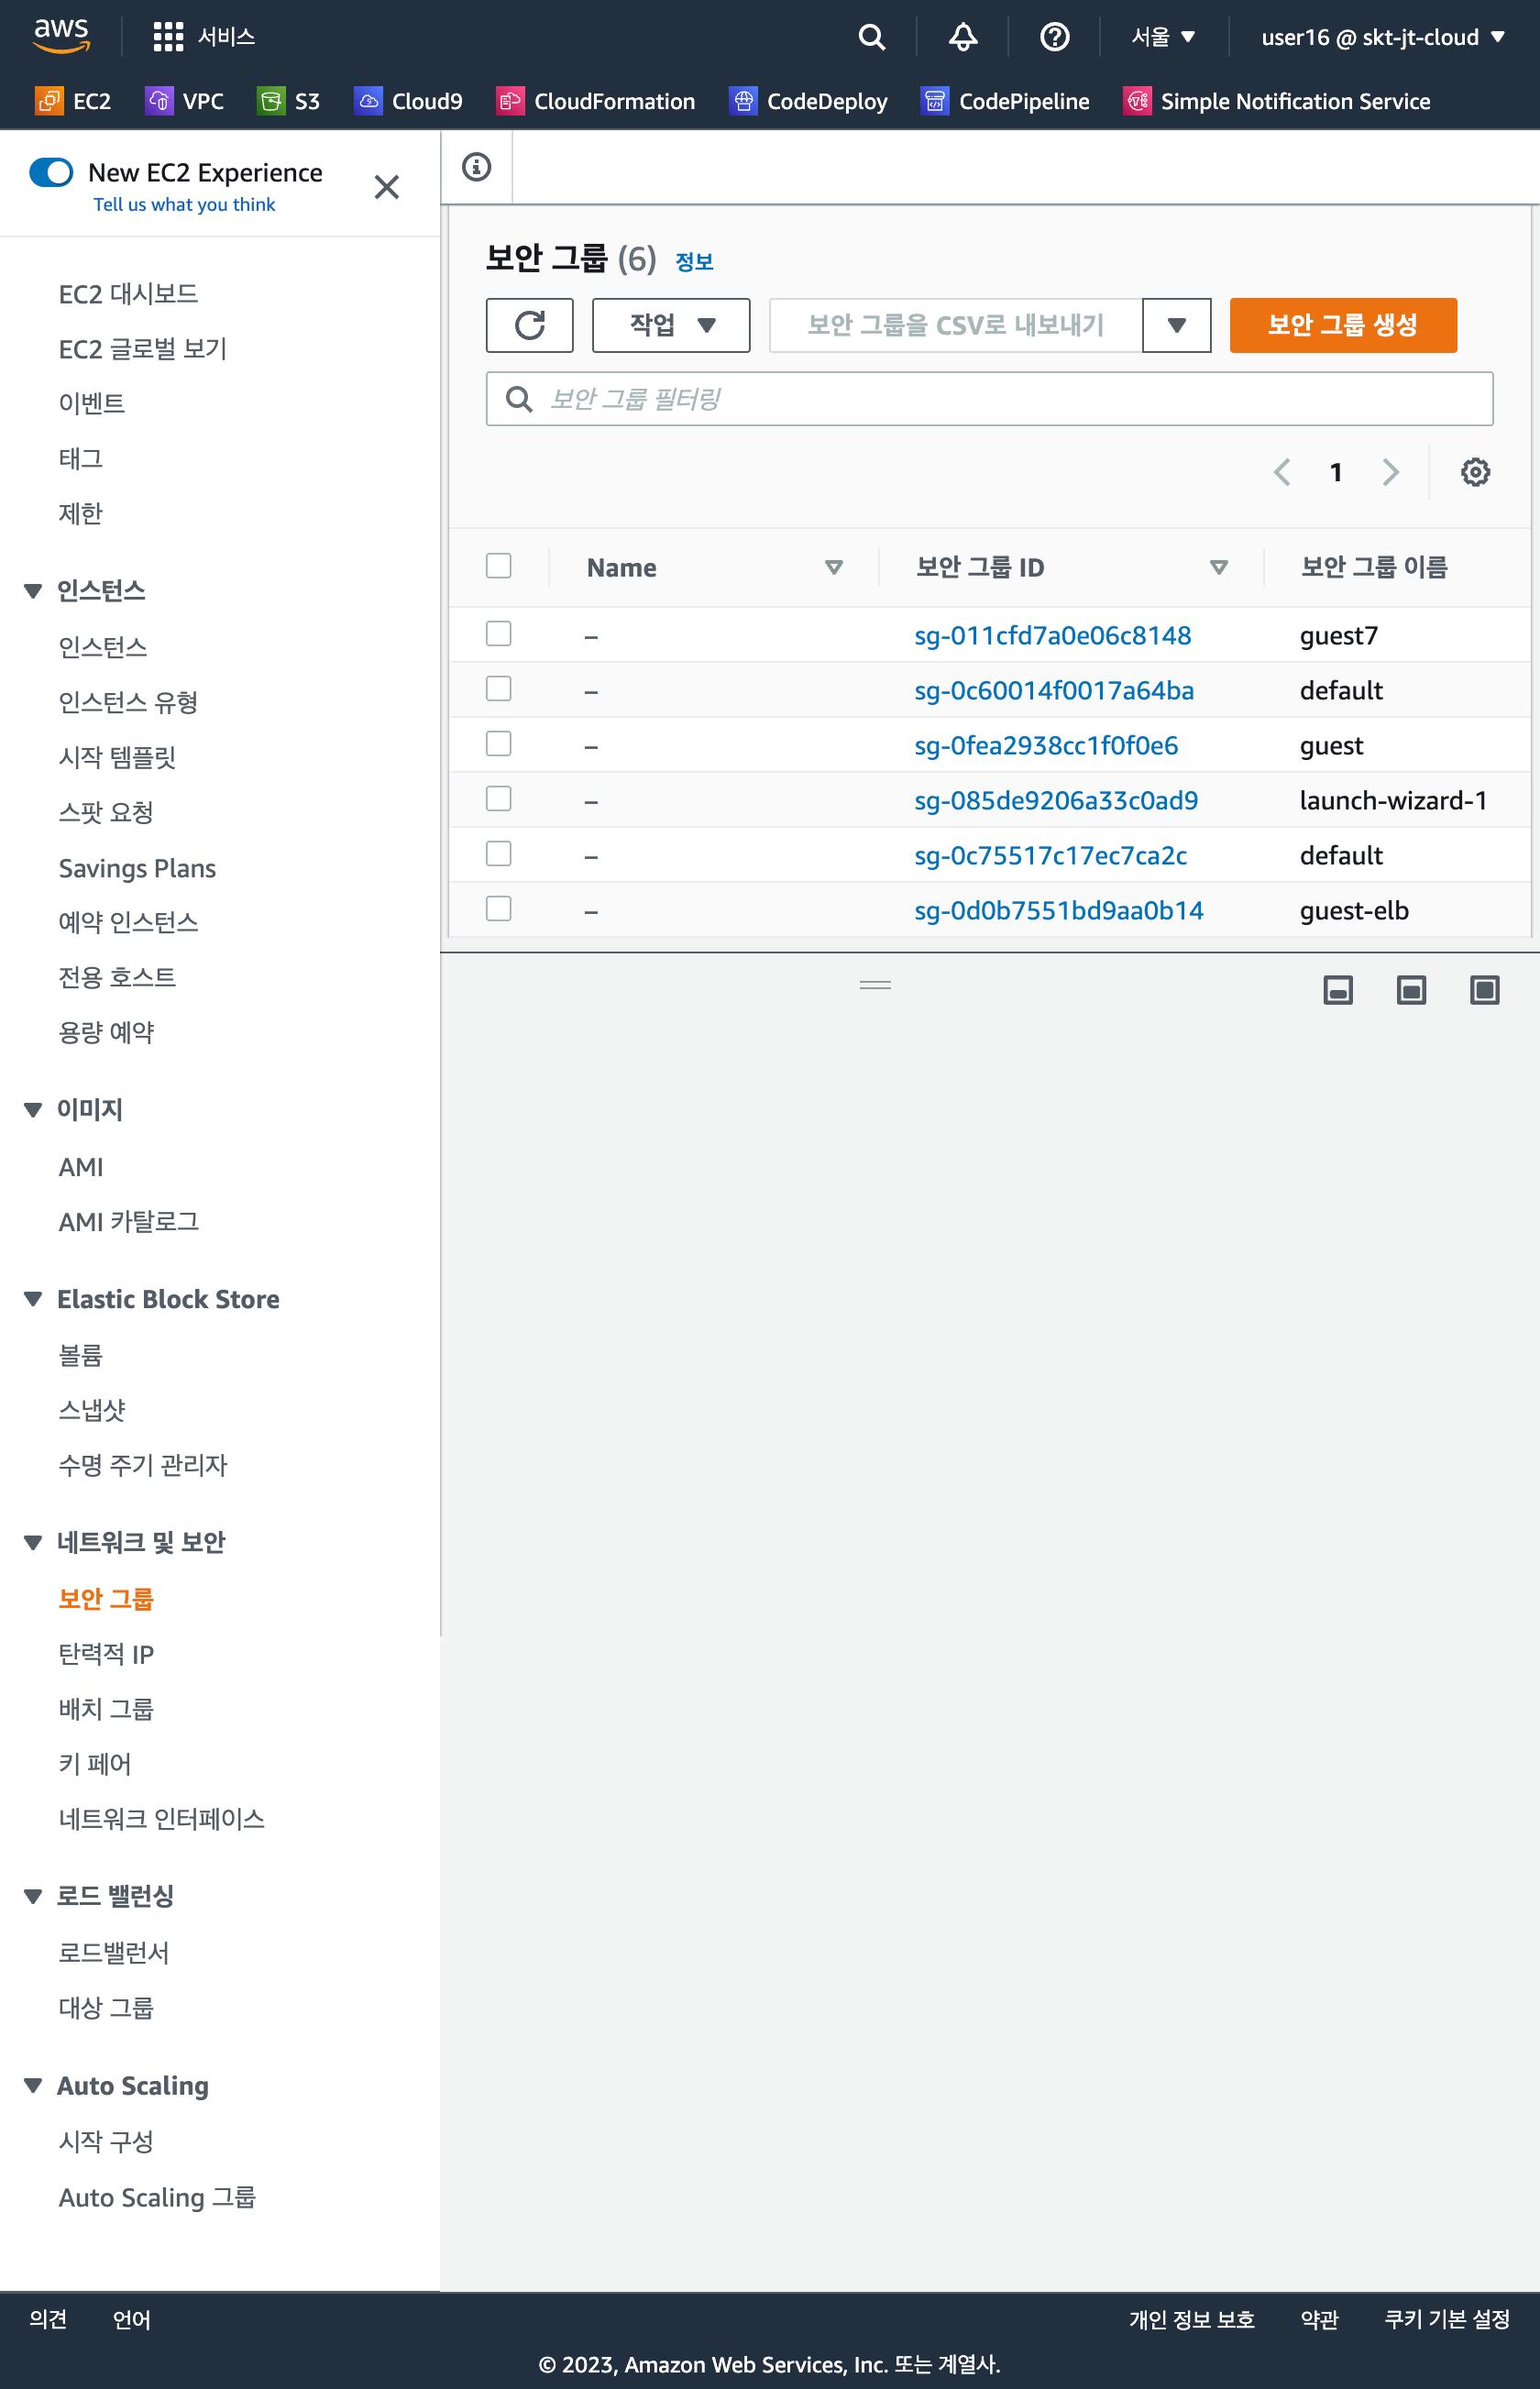 aws
서비스
서울
user16 @ skt-jt-cloud
EC2
VPC
S3
Cloud9
CloudFormation
CodeDeploy
CodePipeline
Simple Notification Service
New EC2 Experience
Tell us what you think
EC2 대시보드
EC2 글로벌 보기
이벤트
태그
제한
인스턴스
인스턴스
인스턴스 유형
시작 템플릿
스팟 요청
Savings Plans
예약 인스턴스
전용 호스트
용량 예약
이미지
AMI
AMI 카탈로그
Elastic Block Store
볼륨
스냅샷
수명 주기 관리자
네트워크 및 보안
보안 그룹
탄력적 IP
배치 그룹
키 페어
네트워크 인터페이스
로드 밸런싱
로드밸런서
대상 그룹
Auto Scaling
시작 구성
Auto Scaling 그룹
보안 그룹 (6) 정보
작업
보안 그룹을 CSV로 내보내기
보안 그룹 생성
보안 그룹 필터링
1
Name 보안 그룹 ID 보안 그룹 이름
– sg-011cfd7a0e06c8148 guest7
– sg-0c60014f0017a64ba default
– sg-0fea2938cc1f0f0e6 guest
– sg-085de9206a33c0ad9 launch-wizard-1
– sg-0c75517c17ec7ca2c default
– sg-0d0b7551bd9aa0b14 guest-elb
의견 언어 개인 정보 보호 약관 쿠키 기본 설정
© 2023, Amazon Web Services, Inc. 또는 계열사.